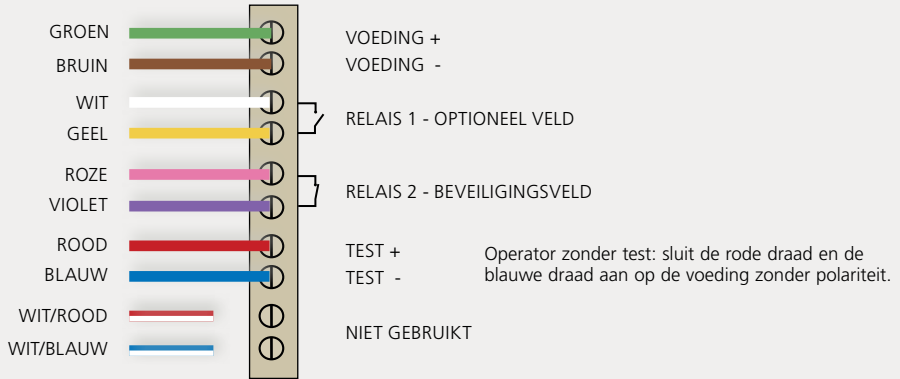 GROEN VOEDING +
BRUIN VOEDING -
WIT
RELAIS 1 - OPTIONEEL VELD
GEEL
ROZE
RELAIS 2 - BEVEILIGINGSVELD
VIOLET
ROOD TEST + Operator zonder test: sluit de rode draad en de
BLAUW TEST - blauwe draad aan op de voeding zonder polariteit.
WIT/ROOD
NIET GEBRUIKT
WIT/BLAUW